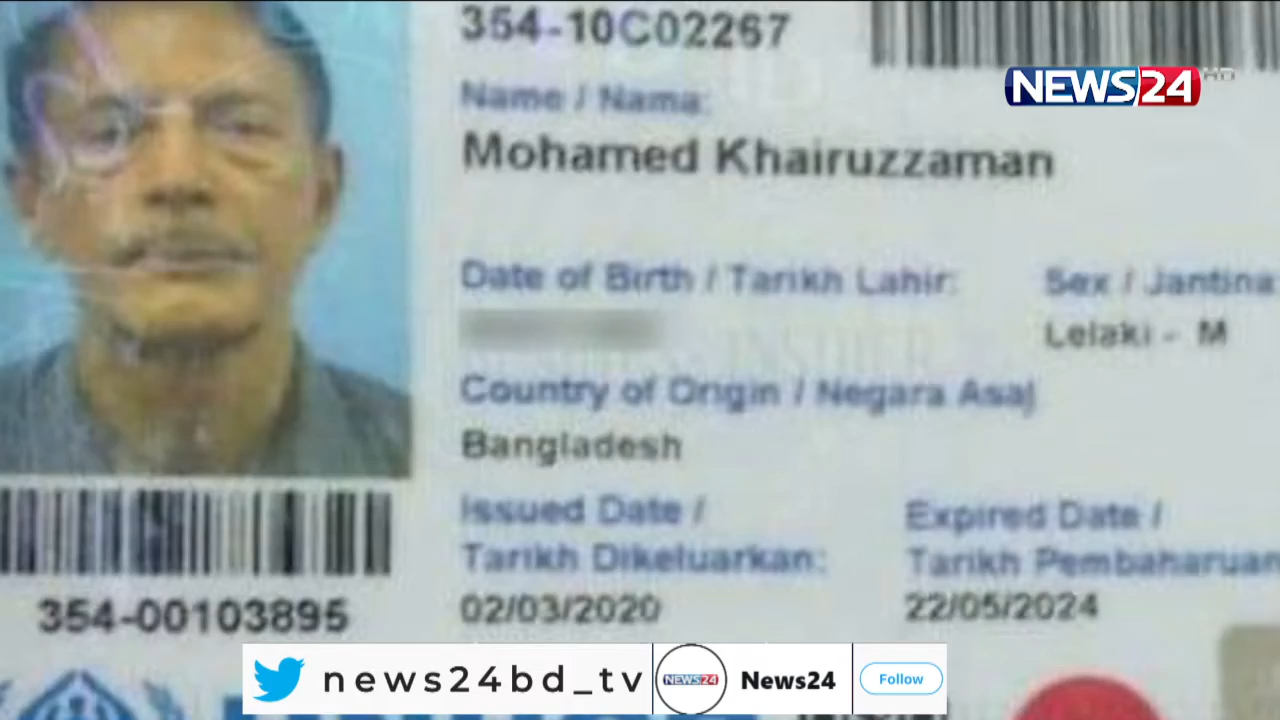 354-10C02267
NEWS24 HD
Name / Nama:
Mohamed Khairuzzaman
Date of Birth / Tarikh Lahir:
Sex / Jantina
Lelaki - M
Country of Origin / Negara Asal
Bangladesh
Issued Date /
Tarikh Dikeluarkan:
02/03/2020
Expired Date /
Tarikh Pembaharuan
22/05/2024
354-00103895
news24bd_tv
NEWS24
News24
Follow